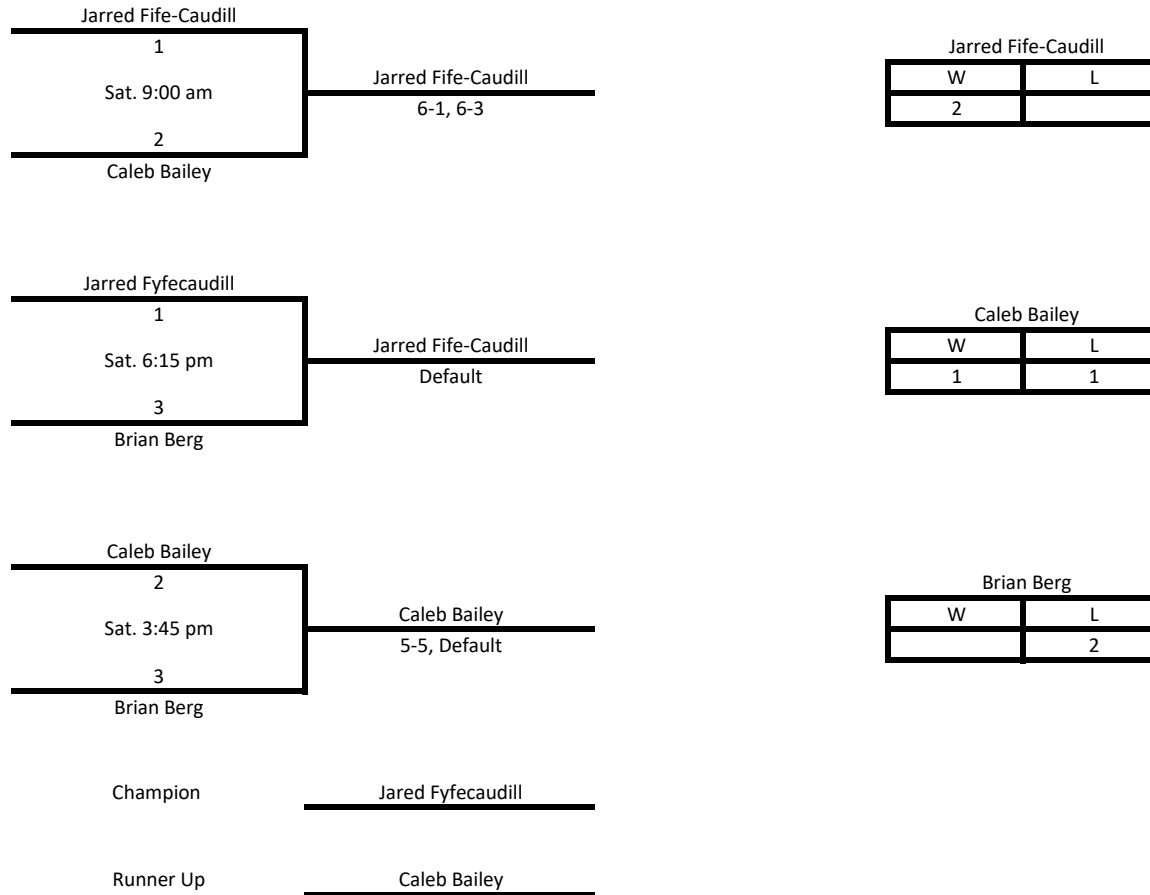 Jarred Fife-Caudill
1
Sat. 9:00 am
2
Caleb Bailey
Jarred Fife-Caudill
6-1, 6-3
Jarred Fife-Caudill
W L
2
Jarred Fyfecaudill
1
Sat. 6:15 pm
3
Brian Berg
Jarred Fife-Caudill
Default
Caleb Bailey
W L
1 1
Caleb Bailey
2
Sat. 3:45 pm
3
Brian Berg
Caleb Bailey
5-5, Default
Brian Berg
W L
2
Champion Jared Fyfecaudill
Runner Up Caleb Bailey